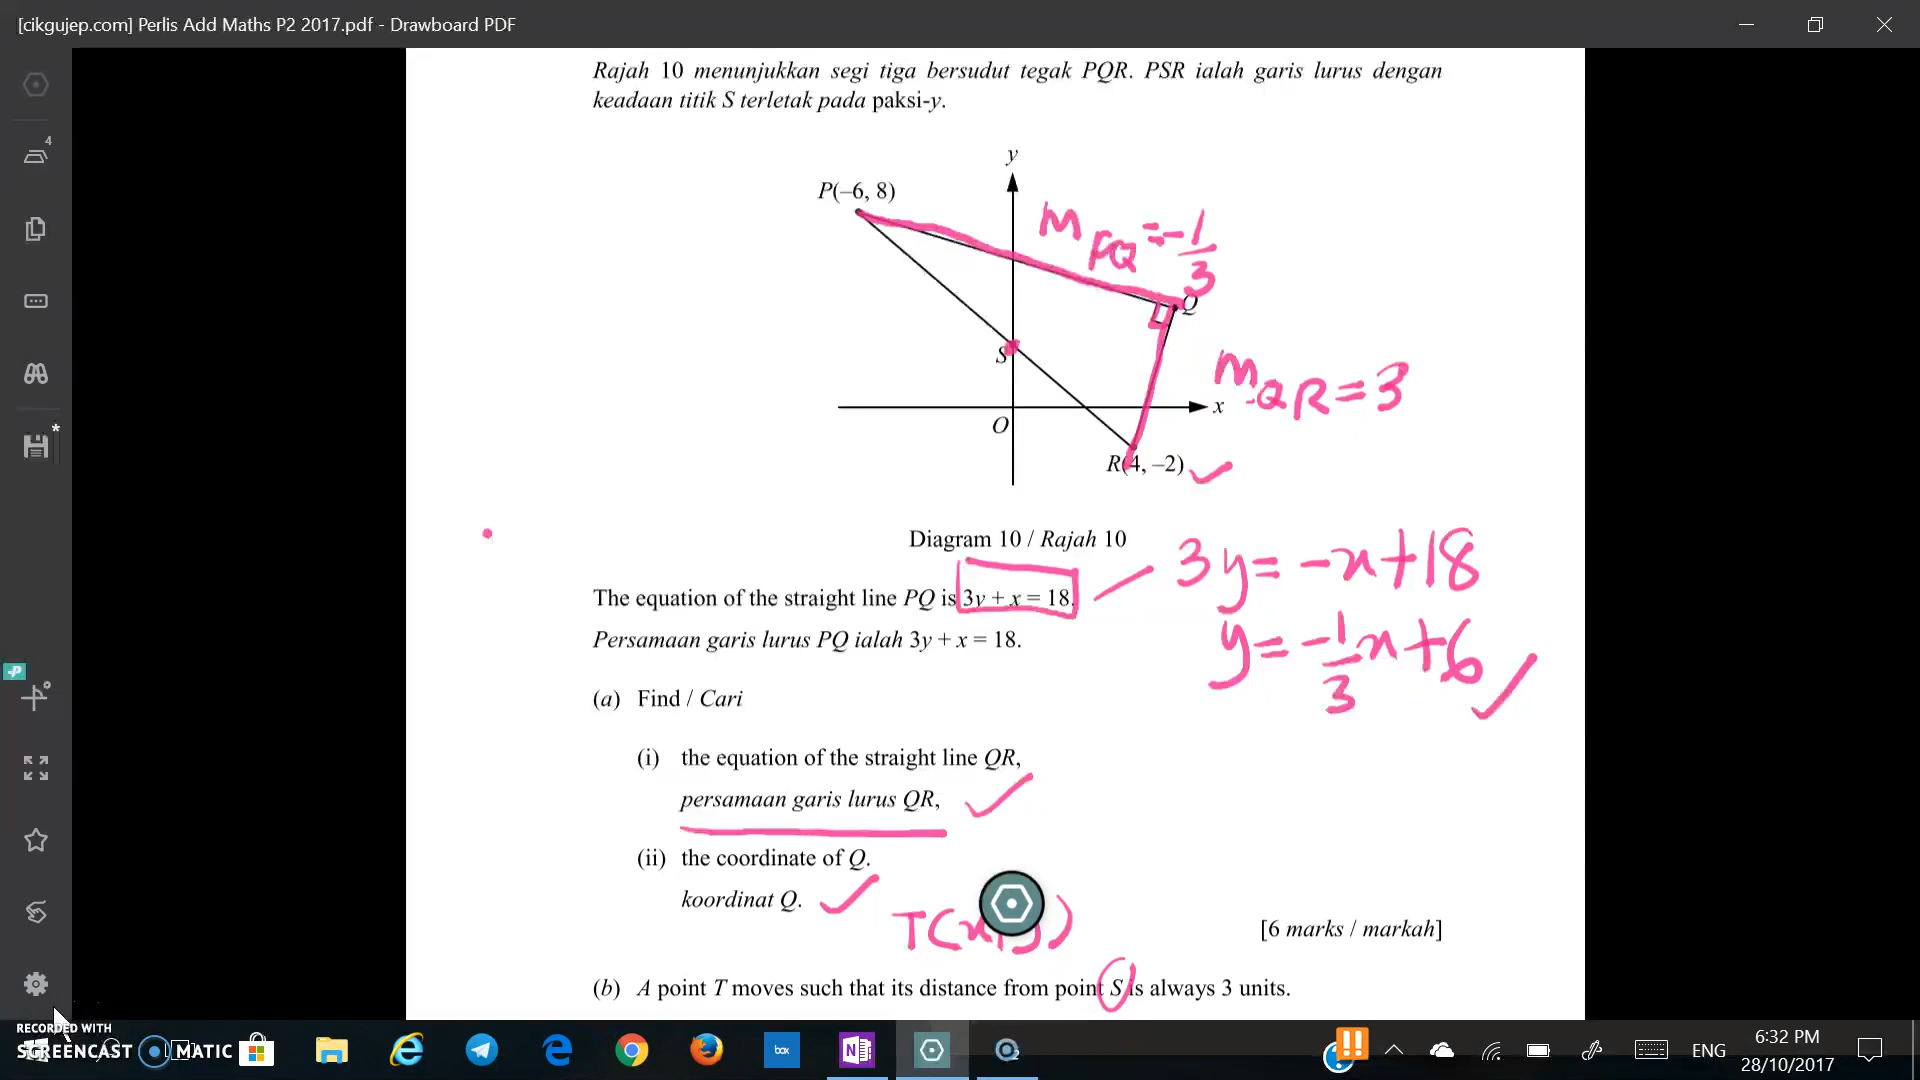 [cikgujep.com] Perlis Add Maths P2 2017.pdf - Drawboard PDF
Rajah 10 menunjukkan segi tiga bersudut tegak PQR. PSR ialah garis lurus dengan
keadaan titik S terletak pada paksi-y.
y
P(–6, 8)
m PQ = -1/3
Q
S
m QR = 3
x
O
R(4, –2)
Diagram 10 / Rajah 10
3y = -x + 18
The equation of the straight line PQ is 3y + x = 18.
y = -1/3 x + 6
Persamaan garis lurus PQ ialah 3y + x = 18.
(a) Find / Cari
(i) the equation of the straight line QR,
persamaan garis lurus QR,
(ii) the coordinate of Q.
koordinat Q.
T(x, y)
[6 marks / markah]
(b) A point T moves such that its distance from point S is always 3 units.
4
*
RECORDED WITH
SCREENCAST MATIC
box
N
ENG
6:32 PM
28/10/2017